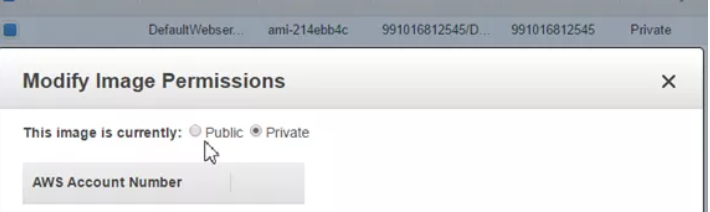 DefaultWebser... ami-214ebb4c 991016812545/D... 991016812545 Private
Modify Image Permissions
This image is currently: Public Private
AWS Account Number